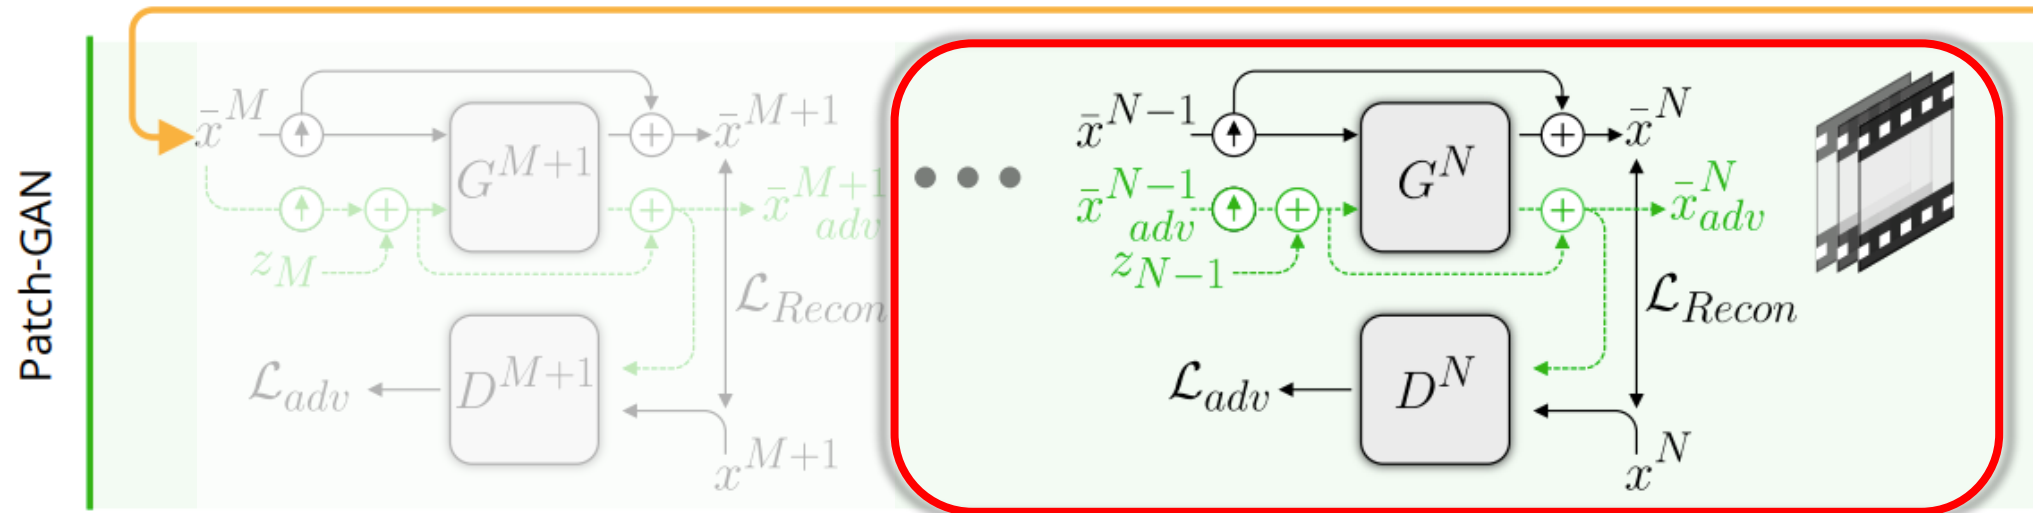 Patch-GAN
x̄^M
G^{M+1}
x̄^{M+1}
x̄_{adv}^{M+1}
z_M
ℒ_{Recon}
ℒ_{adv}
D^{M+1}
x^{M+1}
x̄^{N−1}
G^N
x̄^N
x̄_{adv}^{N−1}
x̄_{adv}^N
z_{N−1}
ℒ_{Recon}
ℒ_{adv}
D^N
x^N